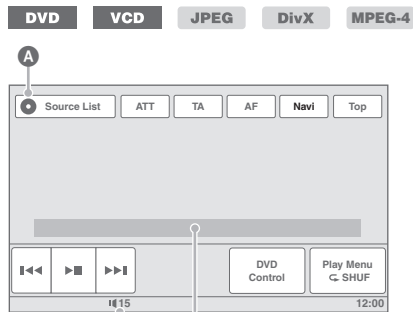 DVD VCD JPEG DivX MPEG-4
A
Source List ATT TA AF Navi Top
DVD Control
Play Menu SHUF
15 12:00